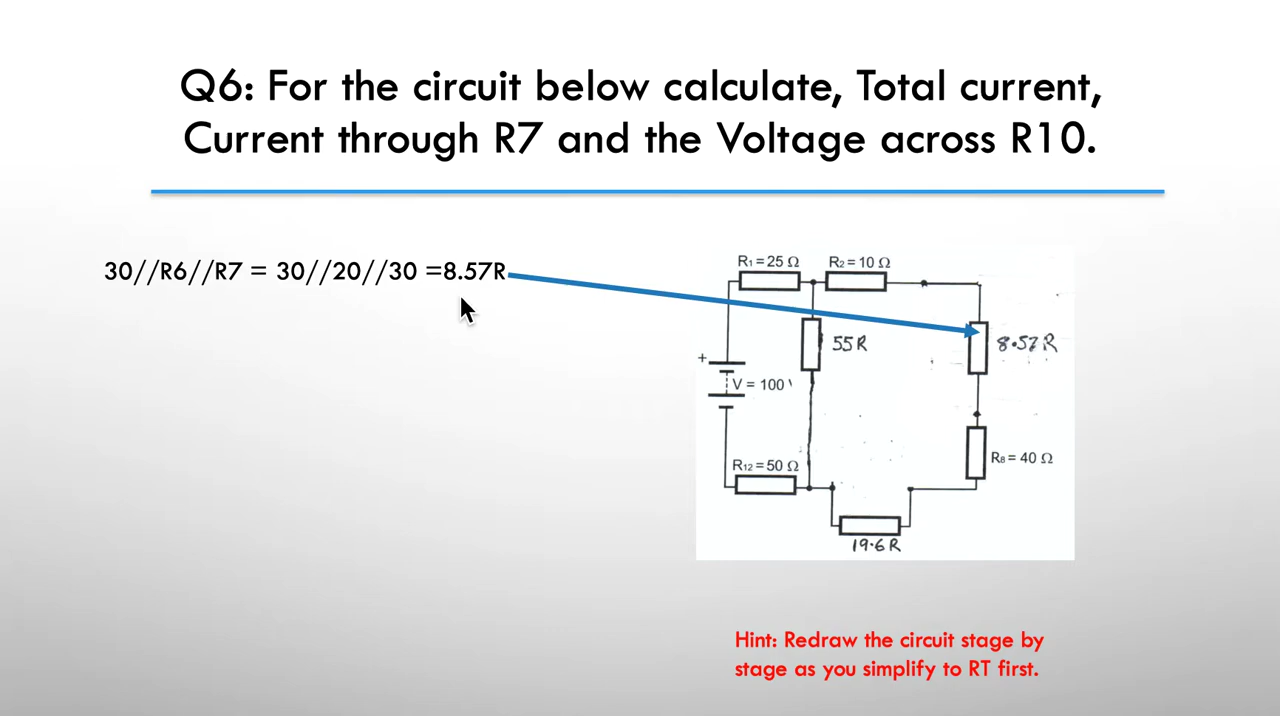 Q6: For the circuit below calculate, Total current,
Current through R7 and the Voltage across R10.
30//R6//R7 = 30//20//30 =8.57R
R₁ = 25 Ω
R₂ = 10 Ω
55R
8.57R
+
V = 100
R₁₂ = 50 Ω
R₈ = 40 Ω
19.6R
Hint: Redraw the circuit stage by
stage as you simplify to RT first.